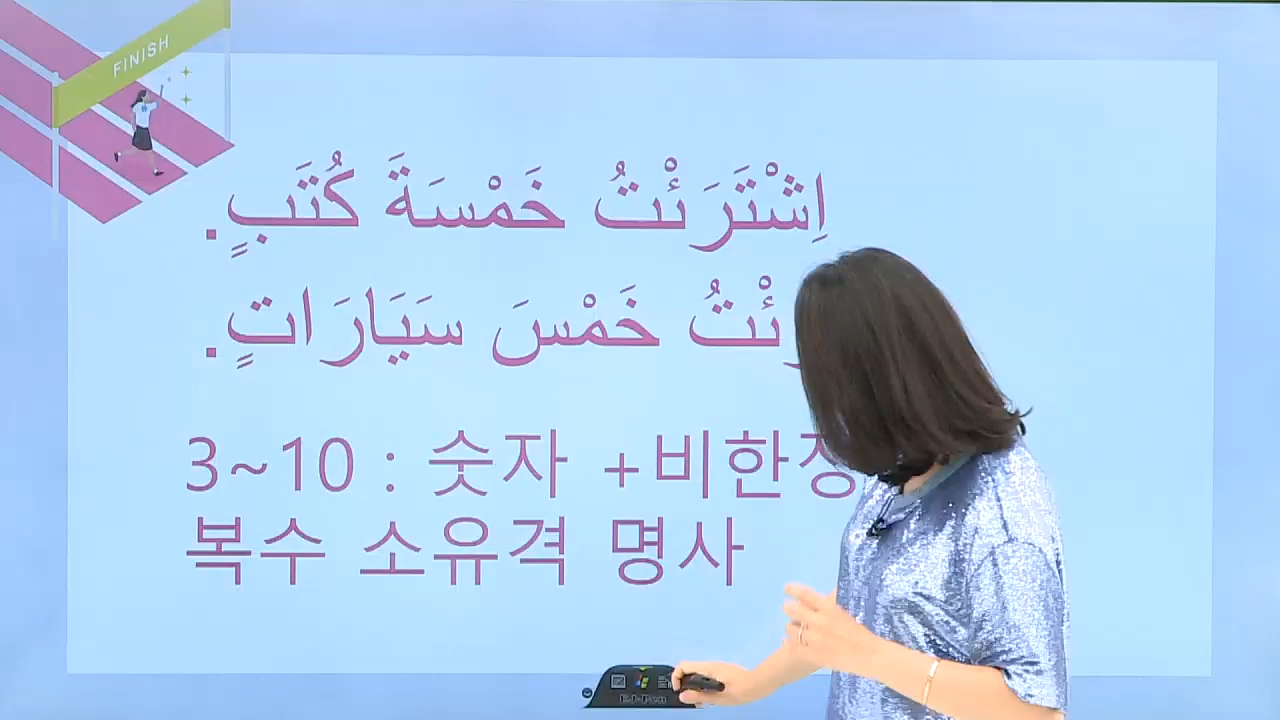 FINISH
اِشْتَرَئْتُ خَمْسَةَ كُتَبٍ.
خَمْسَ سَيَارَاتٍ.
3~10 : 숫자 +비한정
복수 소유격 명사